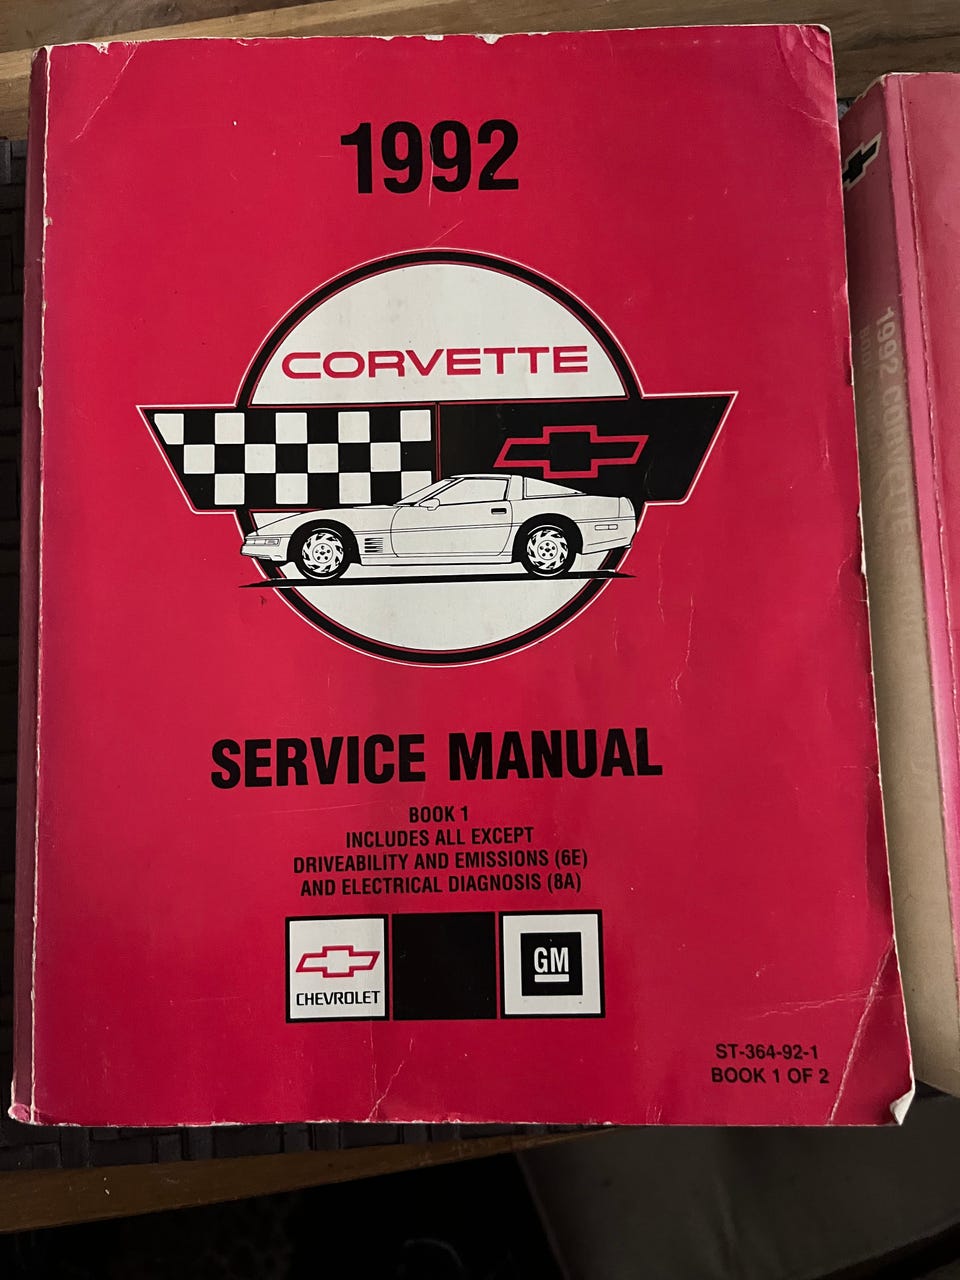 1992
CORVETTE
SERVICE MANUAL
BOOK 1
INCLUDES ALL EXCEPT
DRIVEABILITY AND EMISSIONS (6E)
AND ELECTRICAL DIAGNOSIS (8A)
CHEVROLET
GM
ST-364-92-1
BOOK 1 OF 2
1992 CORVETTE